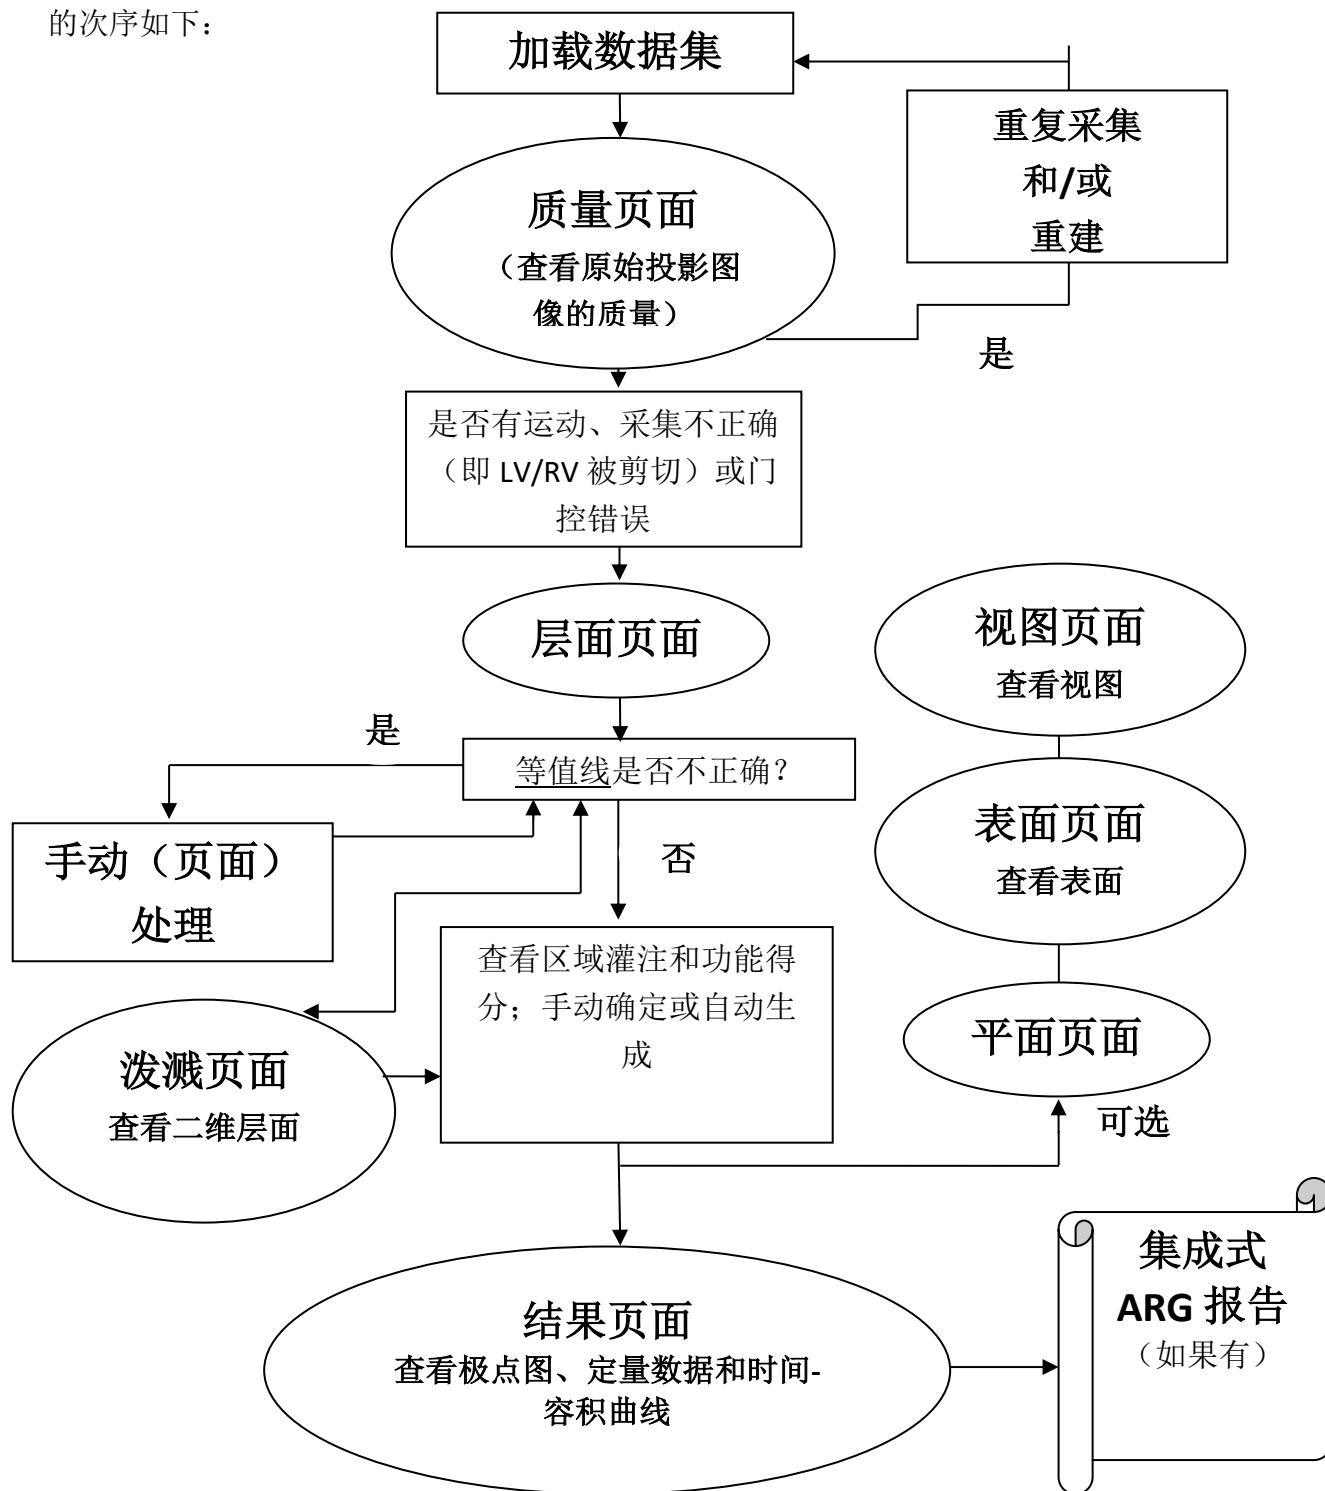 的次序如下：
加载数据集
重复采集
和/或
重建
质量页面
（查看原始投影图
像的质量）
是
是否有运动、采集不正确
（即 LV/RV 被剪切）或门
控错误
层面页面
视图页面
查看视图
是
等值线是否不正确？
表面页面
查看表面
手动（页面）
处理
否
查看区域灌注和功能得
分；手动确定或自动生
成
平面页面
泼溅页面
查看二维层面
可选
集成式
ARG 报告
（如果有）
结果页面
查看极点图、定量数据和时间-
容积曲线